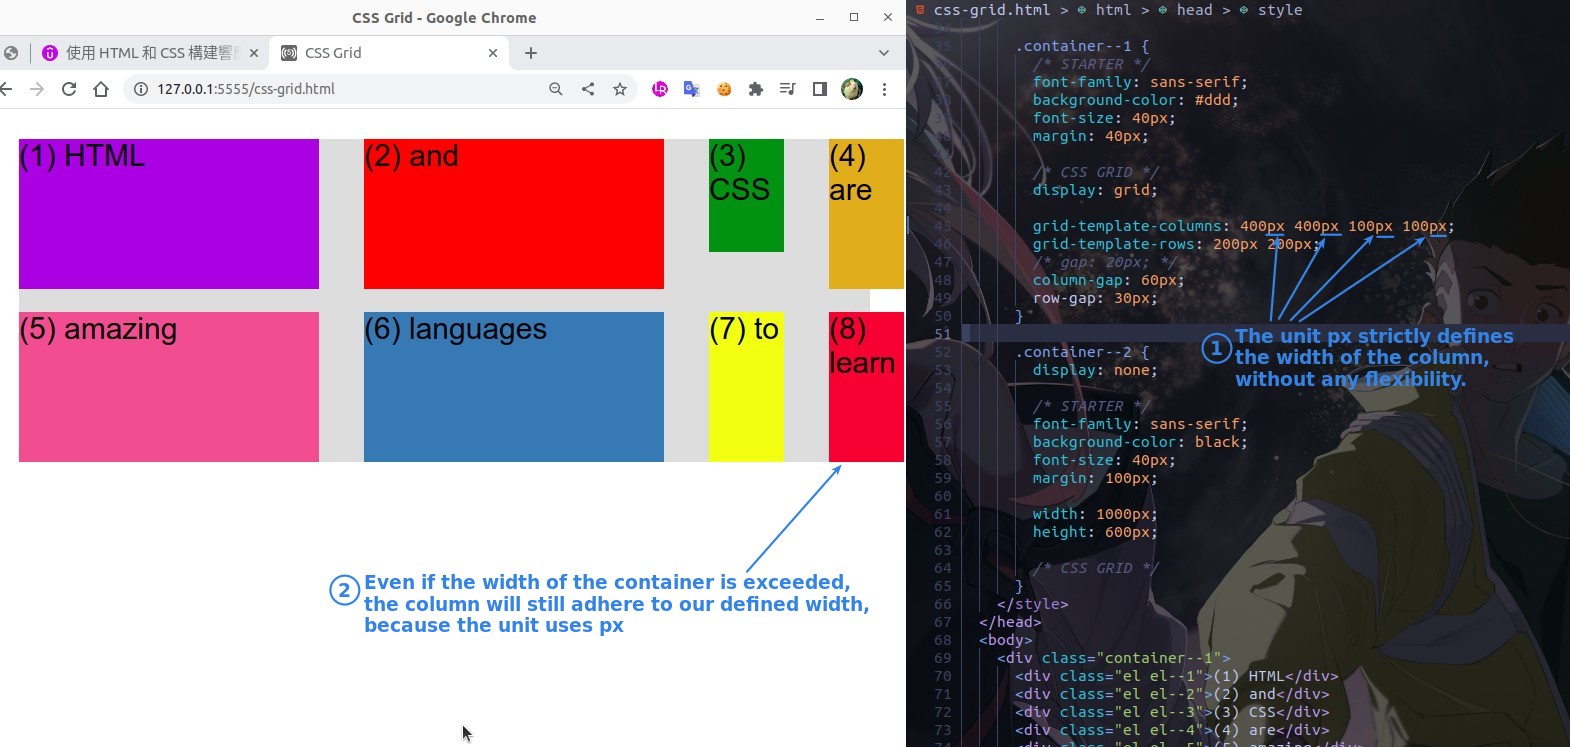 CSS Grid - Google Chrome
使用 HTML 和 CSS 構建響
CSS Grid
127.0.0.1:5555/css-grid.html
(1) HTML
(2) and
(3)
CSS
(4)
are
(5) amazing
(6) languages
(7) to
(8)
learn
2 Even if the width of the container is exceeded,
the column will still adhere to our defined width,
because the unit uses px
css-grid.html > html > head > style
35 .container--1 {
/* STARTER */
font-family: sans-serif;
background-color: #ddd;
font-size: 40px;
margin: 40px;
42 /* CSS GRID */
43 display: grid;
44
45 grid-template-columns: 400px 400px 100px 100px;
46 grid-template-rows: 200px 200px;
47 /* gap: 20px; */
48 column-gap: 60px;
49 row-gap: 30px;
50 }
51
52 .container--2 {
53 display: none;
54
55 /* STARTER */
56 font-family: sans-serif;
57 background-color: black;
58 font-size: 40px;
59 margin: 100px;
60
61 width: 1000px;
62 height: 600px;
63
64 /* CSS GRID */
65 }
66 </style>
67 </head>
68 <body>
69 <div class="container--1">
70 <div class="el el--1">(1) HTML</div>
71 <div class="el el--2">(2) and</div>
72 <div class="el el--3">(3) CSS</div>
73 <div class="el el--4">(4) are</div>
74 <div class="el el--5">(5) amazing</div>
1 The unit px strictly defines
the width of the column,
without any flexibility.